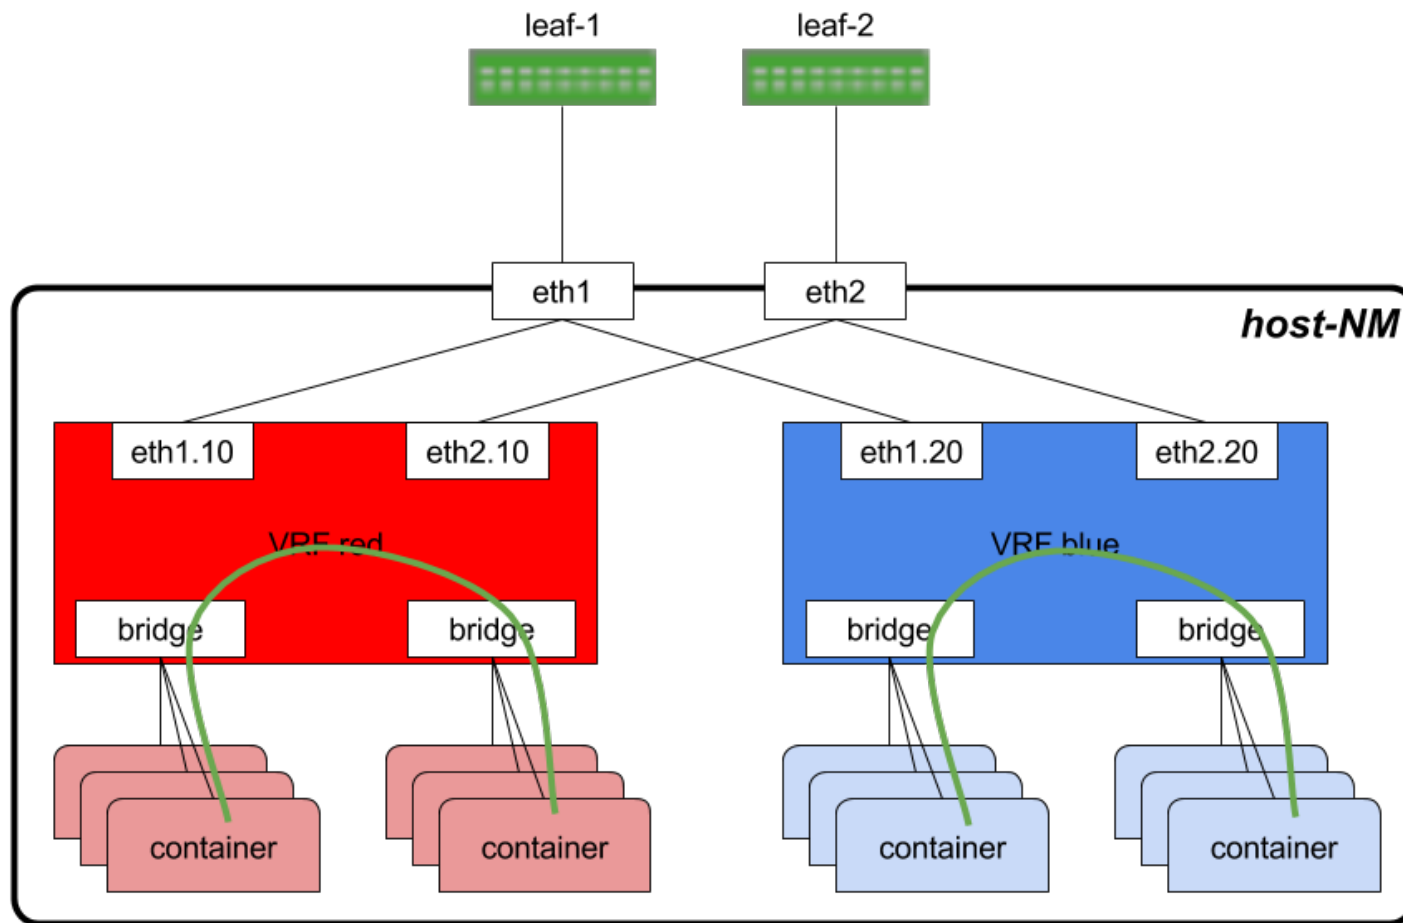 leaf-1
leaf-2
eth1
eth2
host-NM
eth1.10
eth2.10
eth1.20
eth2.20
VRF red
VRF blue
bridge
bridge
bridge
bridge
container
container
container
container